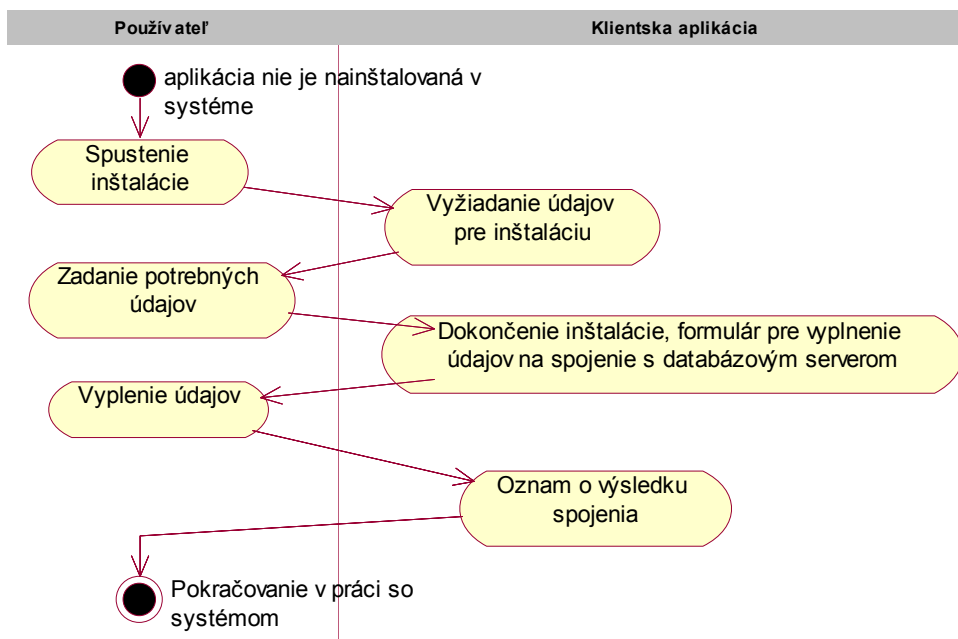 Používateľ
Klientska aplikácia
aplikácia nie je nainštalovaná v
systéme
Spustenie
inštalácie
Vyžiadanie údajov
pre inštaláciu
Zadanie potrebných
údajov
Dokončenie inštalácie, formulár pre vyplnenie
údajov na spojenie s databázovým serverom
Vyplenie údajov
Oznam o výsledku
spojenia
Pokračovanie v práci so
systémom